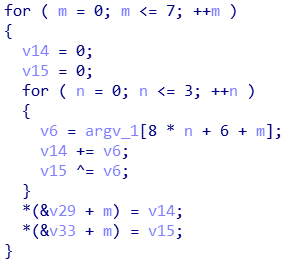 for ( m = 0; m <= 7; ++m )
{
  v14 = 0;
  v15 = 0;
  for ( n = 0; n <= 3; ++n )
  {
    v6 = argv_1[8 * n + 6 + m];
    v14 += v6;
    v15 ^= v6;
  }
  *(&v29 + m) = v14;
  *(&v33 + m) = v15;
}